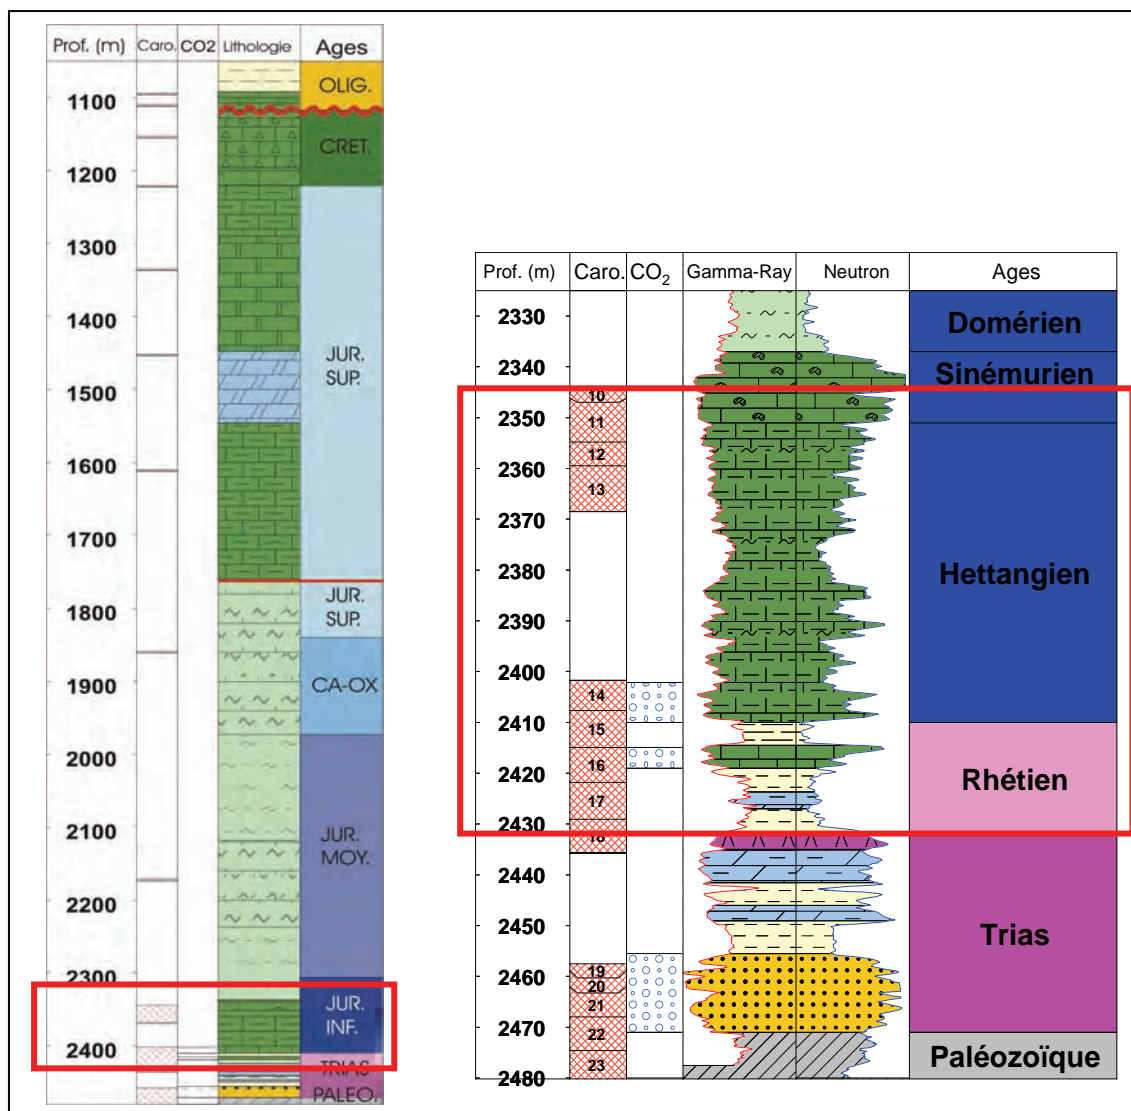 Prof. (m) Caro. CO2 Lithologie Ages
OLIG.
1100
CRET.
1200
1300
1400
JUR.
SUP.
1500
1600
1700
JUR.
1800
SUP.
CA-OX
1900
2000
2100
JUR.
MOY.
2200
2300
JUR.
INF.
2400
TRIAS
PALEO.
Prof. (m) Caro. CO2 Gamma-Ray Neutron Ages
2330
Domérien
2340
Sinémurien
10
2350
11
12
2360
13
2370
2380
Hettangien
2390
2400
14
2410
15
16
2420
Rhétien
17
2430
18
2440
2450
Trias
19
2460
20
21
2470
22
Paléozoïque
23
2480